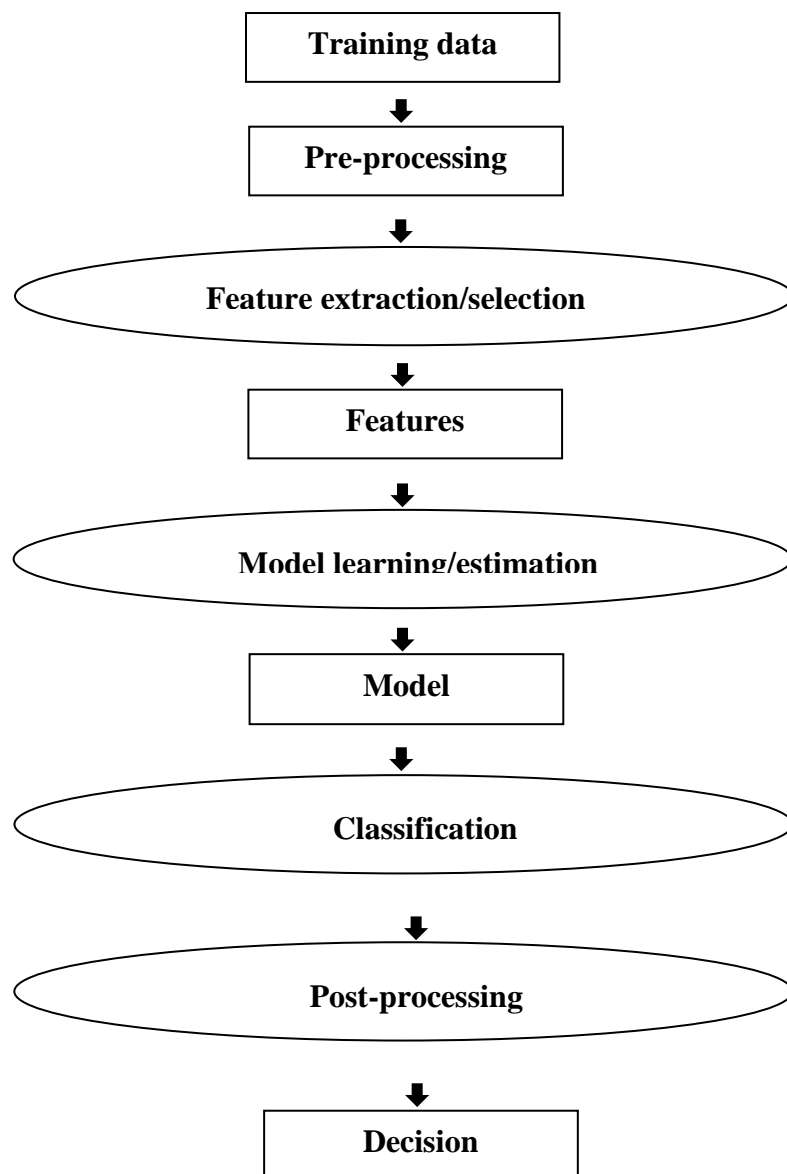 Training data
Pre-processing
Feature extraction/selection
Features
Model learning/estimation
Model
Classification
Post-processing
Decision